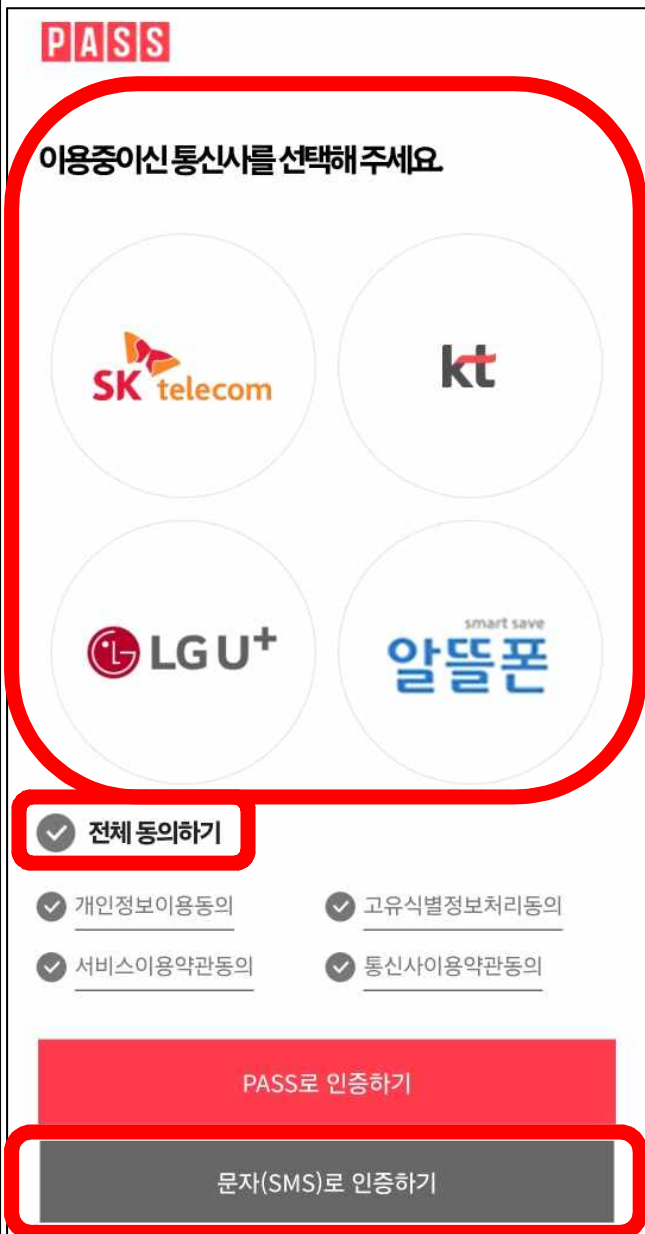 PASS
이용중이신 통신사를 선택해 주세요.
SK telecom
kt
LG U+
smart save
알뜰폰
전체 동의하기
개인정보이용동의
고유식별정보처리동의
서비스이용약관동의
통신사이용약관동의
PASS로 인증하기
문자(SMS)로 인증하기